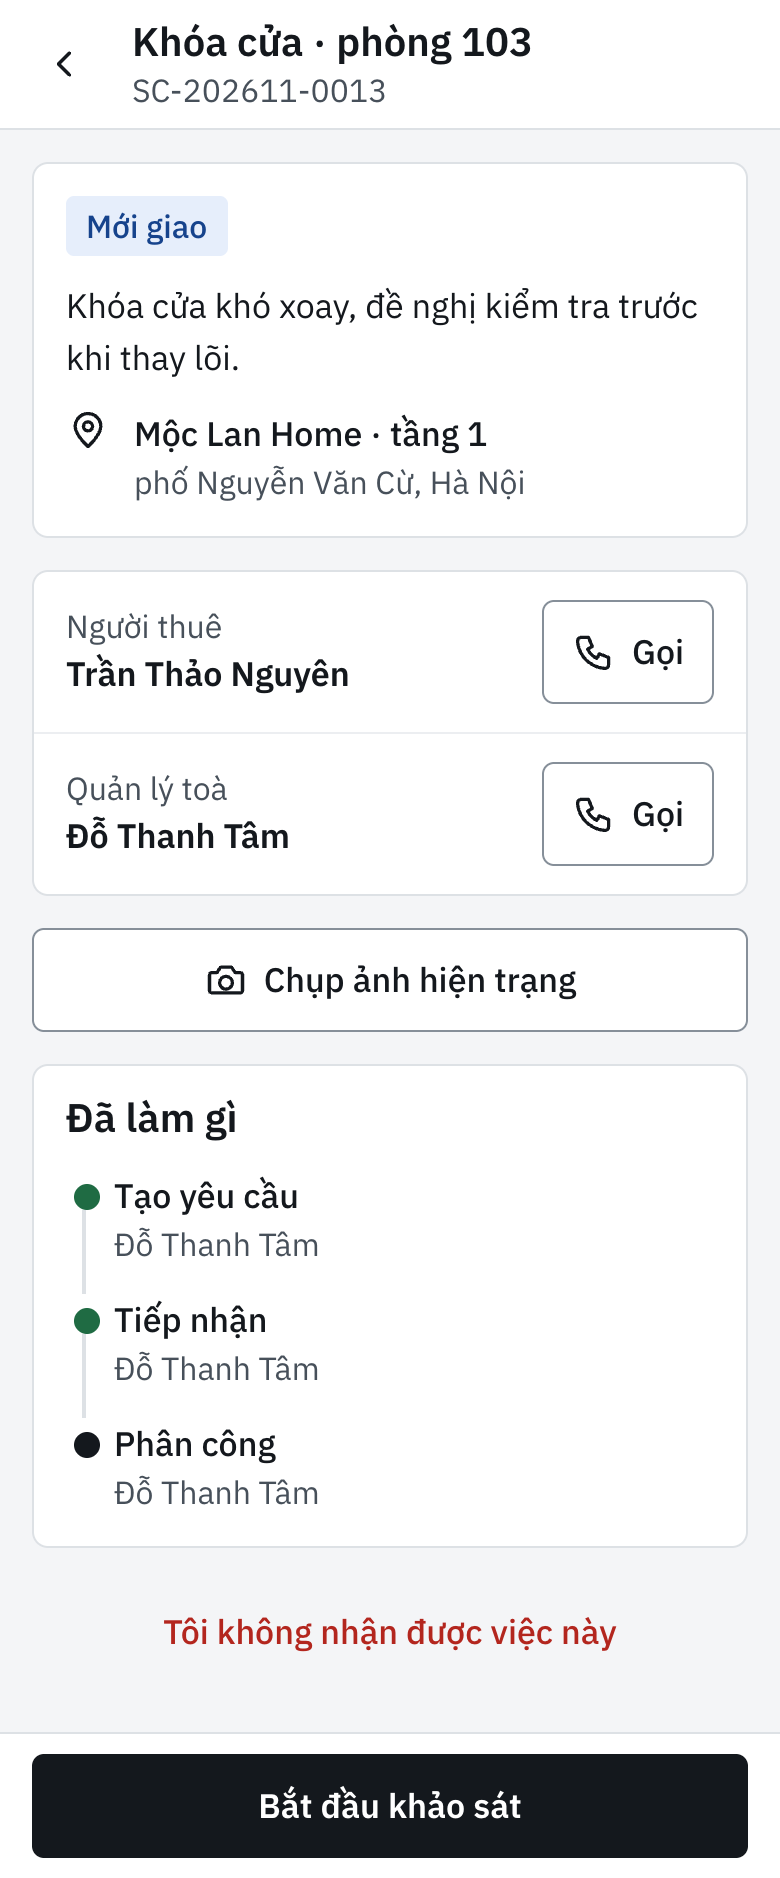 Khóa cửa · phòng 103
SC-202611-0013
Mới giao
Khóa cửa khó xoay, đề nghị kiểm tra trước
khi thay lõi.
Mộc Lan Home · tầng 1
phố Nguyễn Văn Cừ, Hà Nội
Người thuê
Trần Thảo Nguyên
Gọi
Quản lý toà
Đỗ Thanh Tâm
Gọi
Chụp ảnh hiện trạng
Đã làm gì
Tạo yêu cầu
Đỗ Thanh Tâm
Tiếp nhận
Đỗ Thanh Tâm
Phân công
Đỗ Thanh Tâm
Tôi không nhận được việc này
Bắt đầu khảo sát